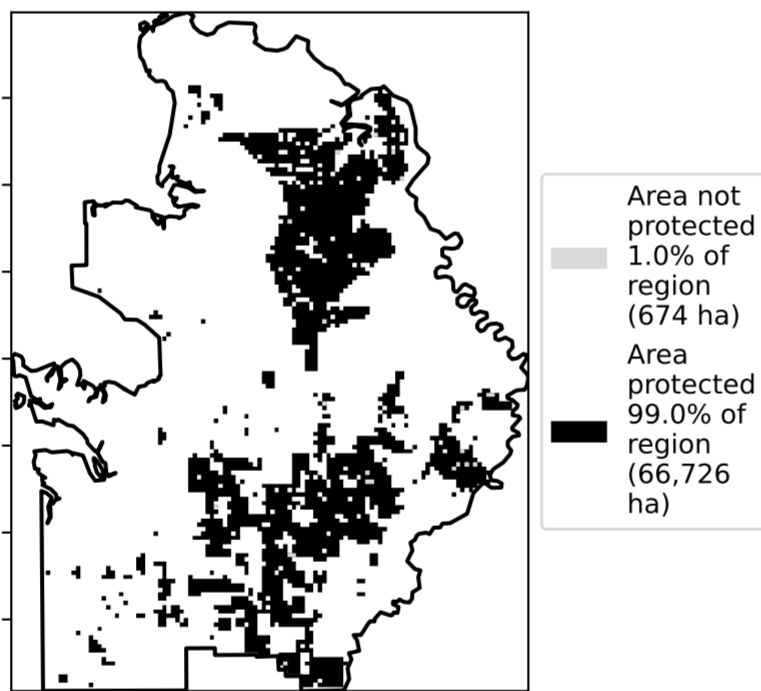 Area not
protected
1.0% of
region
(674 ha)
Area
protected
99.0% of
region
(66,726
ha)